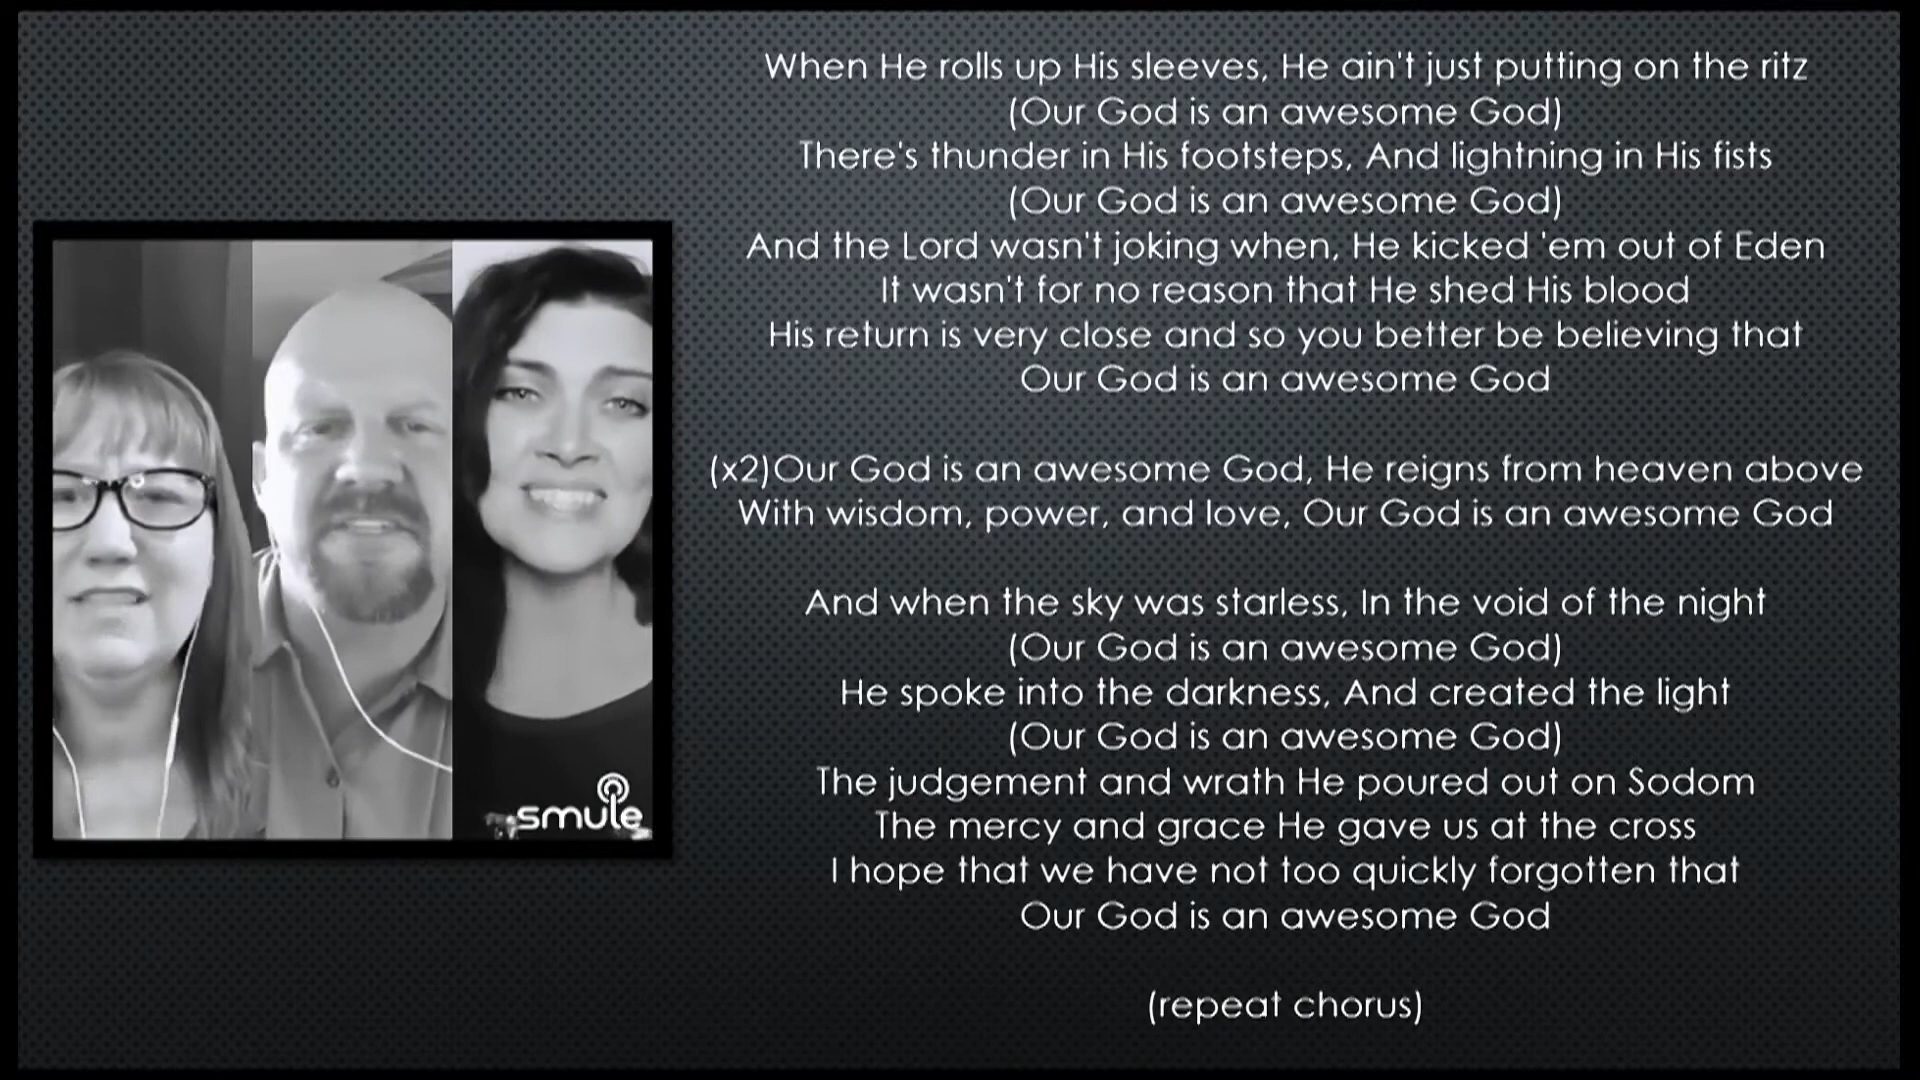 When He rolls up His sleeves, He ain't just putting on the ritz
(Our God is an awesome God)
There's thunder in His footsteps, And lightning in His fists
(Our God is an awesome God)
And the Lord wasn't joking when, He kicked 'em out of Eden
It wasn't for no reason that He shed His blood
His return is very close and so you better be believing that
Our God is an awesome God
(x2)Our God is an awesome God, He reigns from heaven above
With wisdom, power, and love, Our God is an awesome God
And when the sky was starless, In the void of the night
(Our God is an awesome God)
He spoke into the darkness, And created the light
(Our God is an awesome God)
The judgement and wrath He poured out on Sodom
The mercy and grace He gave us at the cross
I hope that we have not too quickly forgotten that
Our God is an awesome God
(repeat chorus)
smule